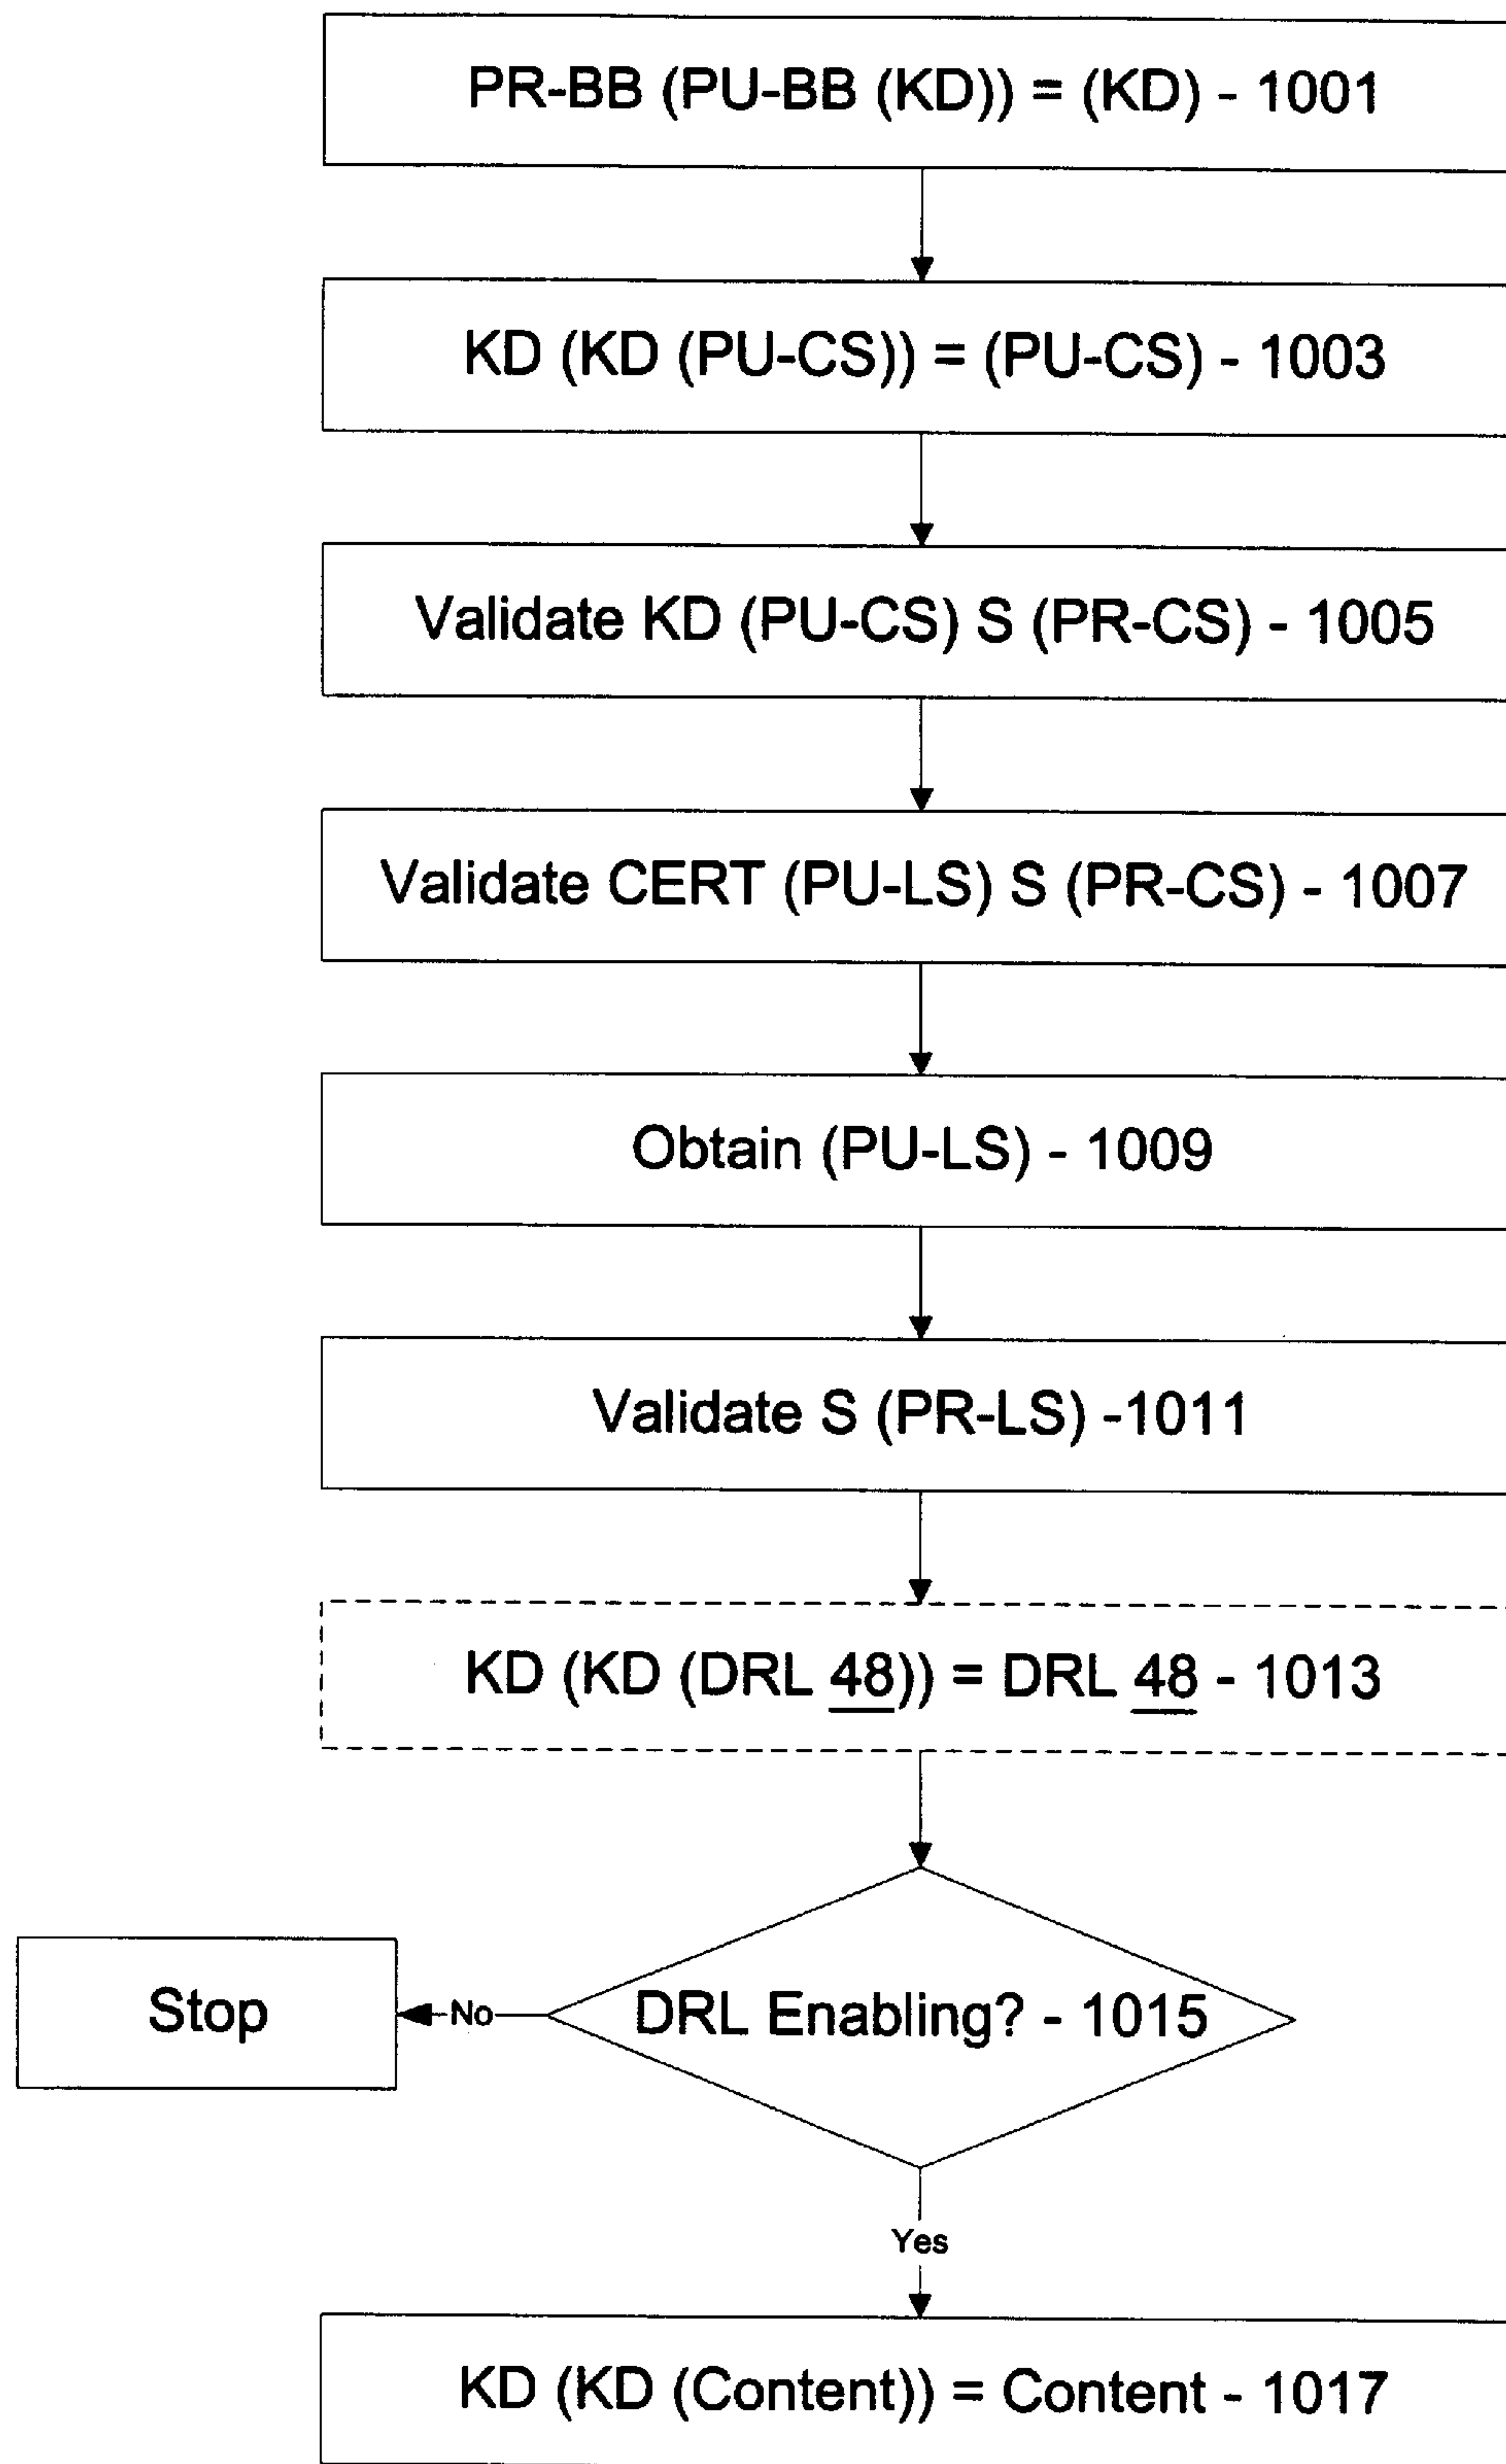 PR-BB (PU-BB (KD)) = (KD) - 1001
KD (KD (PU-CS)) = (PU-CS) - 1003
Validate KD (PU-CS) S (PR-CS) - 1005
Validate CERT (PU-LS) S (PR-CS) - 1007
Obtain (PU-LS) - 1009
Validate S (PR-LS) -1011
KD (KD (DRL 48)) = DRL 48 - 1013
DRL Enabling? - 1015
No
Stop
Yes
KD (KD (Content)) = Content - 1017